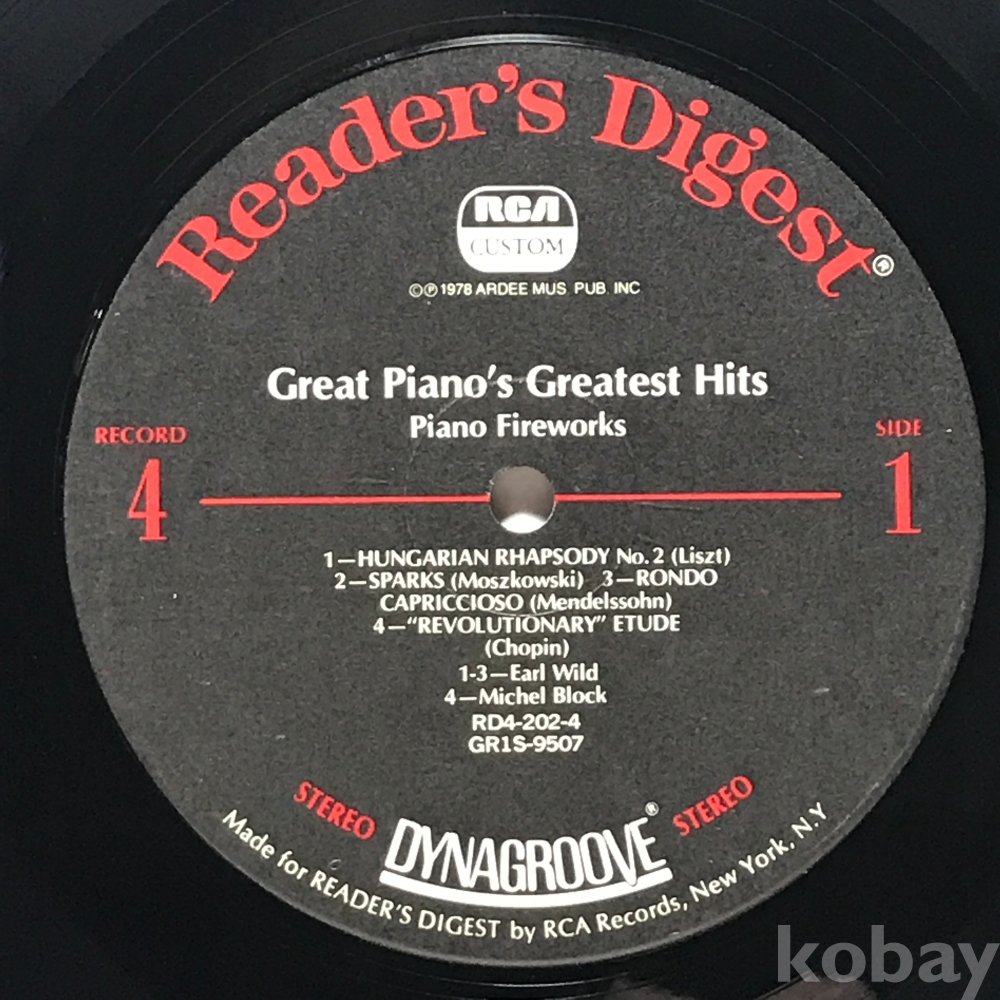 Reader's Digest®
RCA
CUSTOM
©℗ 1978 ARDEE MUS. PUB. INC
Great Piano's Greatest Hits
Piano Fireworks
RECORD
4
SIDE
1
1—HUNGARIAN RHAPSODY No. 2 (Liszt)
2—SPARKS (Moszkowski) 3—RONDO
CAPRICCIOSO (Mendelssohn)
4—“REVOLUTIONARY” ETUDE
(Chopin)
1-3—Earl Wild
4—Michel Block
RD4-202-4
GR1S-9507
STEREO
DYNAGROOVE®
STEREO
Made for READER'S DIGEST by RCA Records, New York, N.Y
kobay